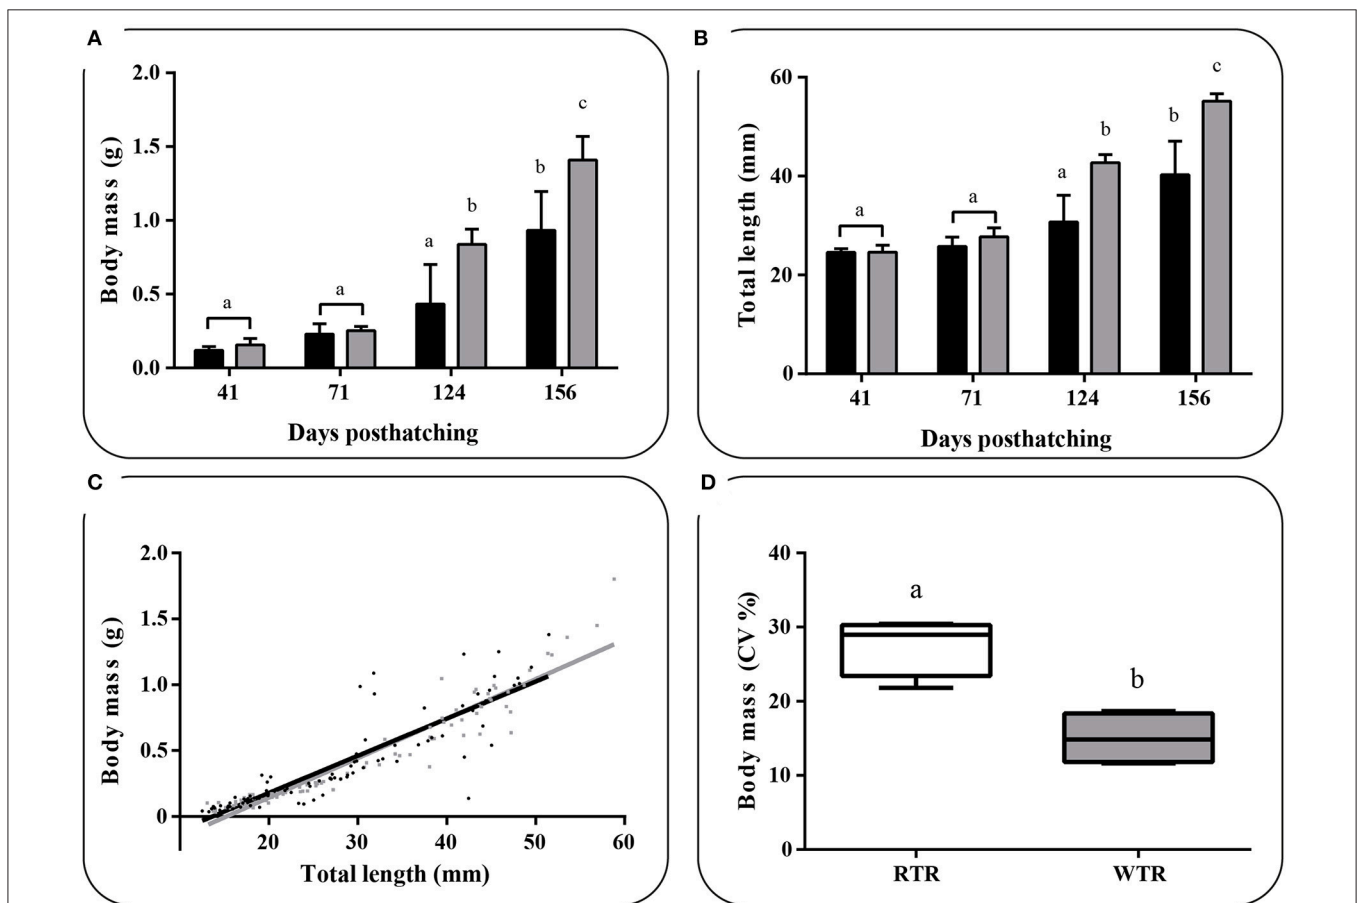 A
Body mass (g)
2.0
1.5
1.0
0.5
0.0
a
a
a
b
b
c
41
71
124
156
Days posthatching
B
Total length (mm)
60
40
20
0
a
a
a
b
b
c
41
71
124
156
Days posthatching
C
Body mass (g)
2.0
1.5
1.0
0.5
0
20
30
40
50
60
Total length (mm)
D
Body mass (CV %)
40
30
20
10
0
a
b
RTR
WTR